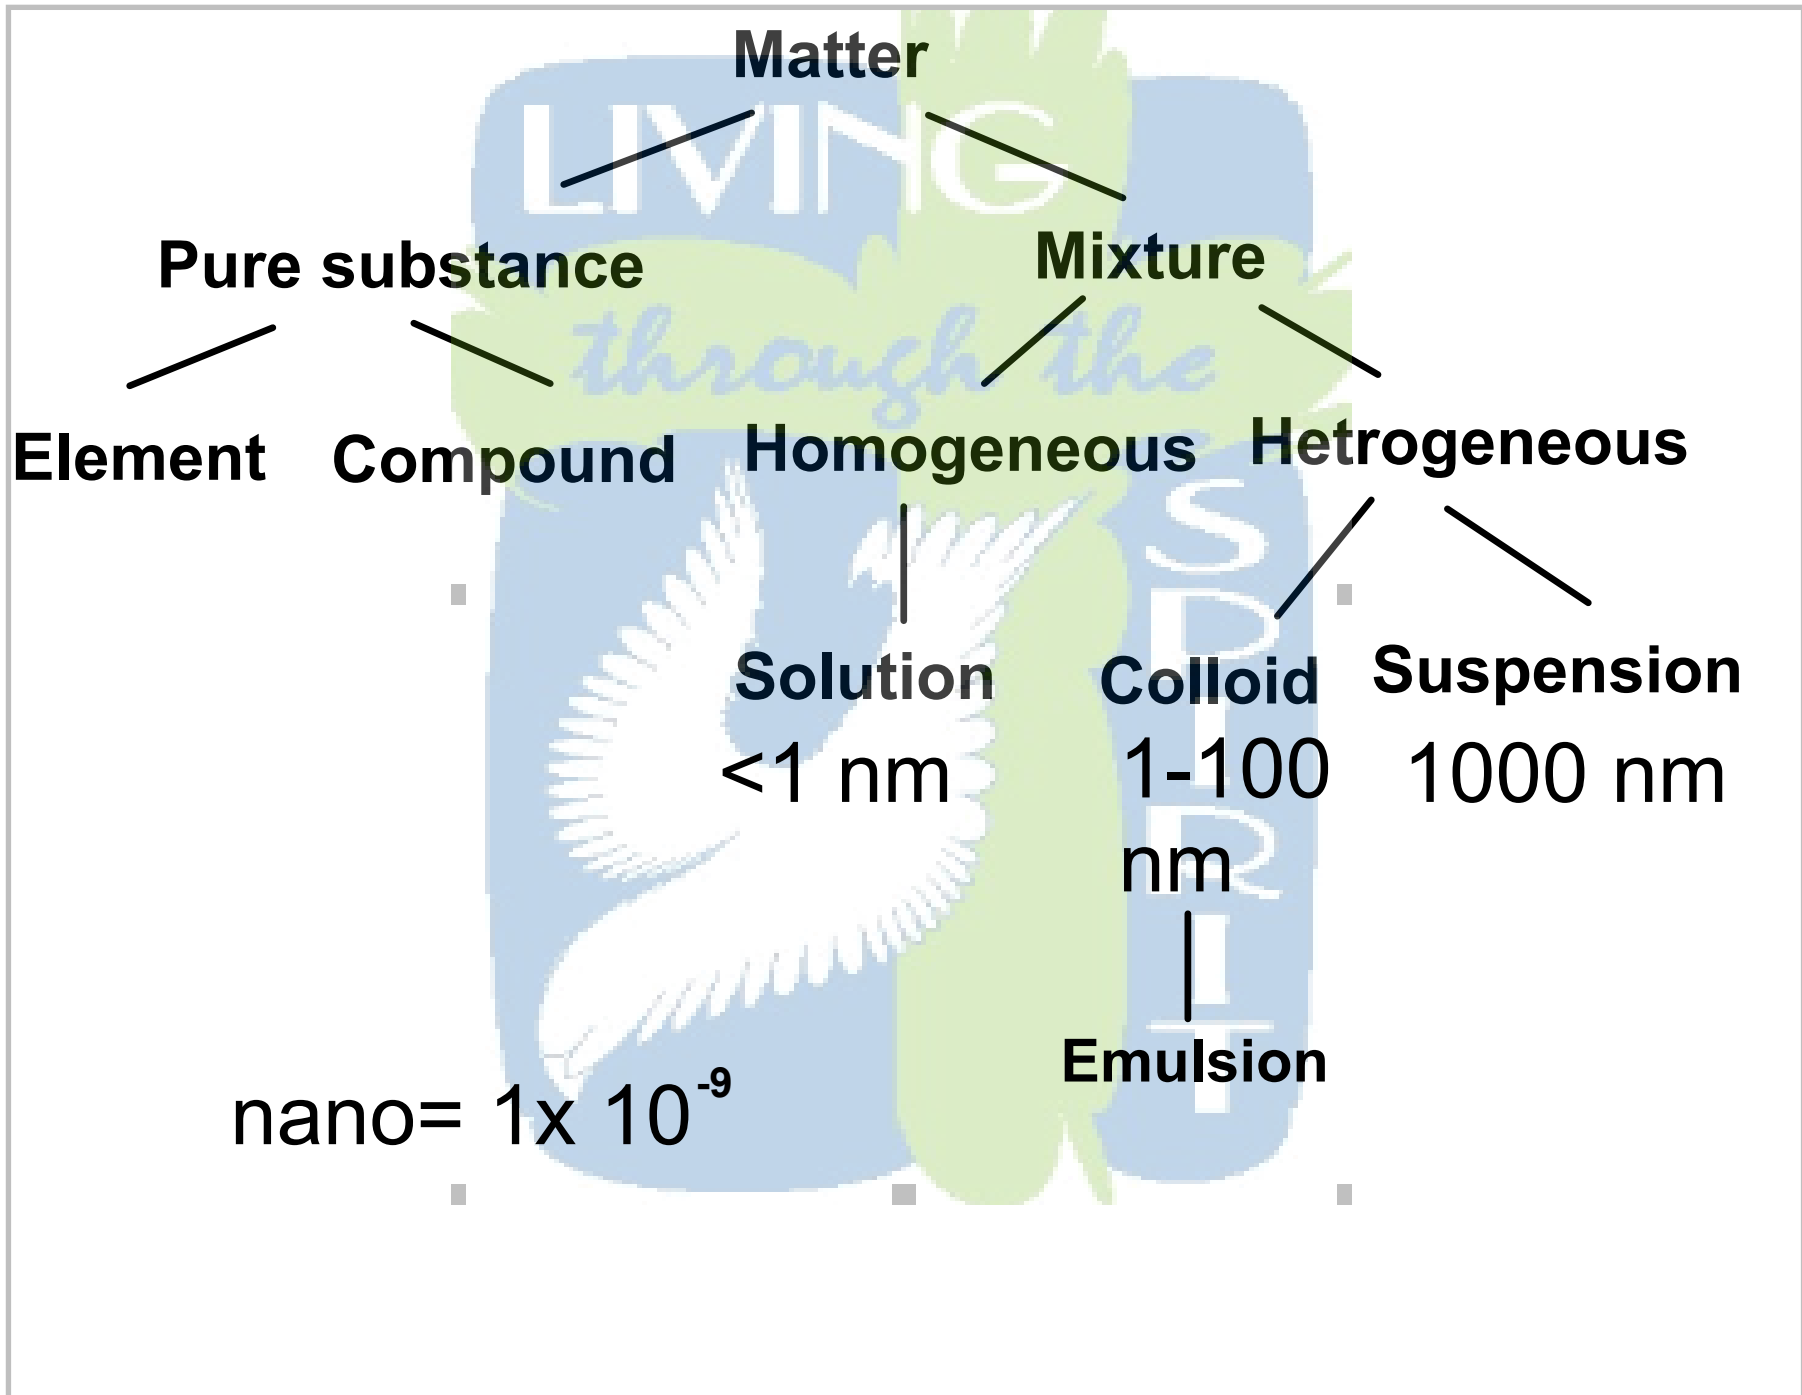 Matter
LIVING
Pure substance
Mixture
through the
Element
Compound
Homogeneous
Hetrogeneous
SPIRIT
Solution
Colloid
Suspension
<1 nm
1-100
nm
1000 nm
Emulsion
nano= 1x 10⁻⁹